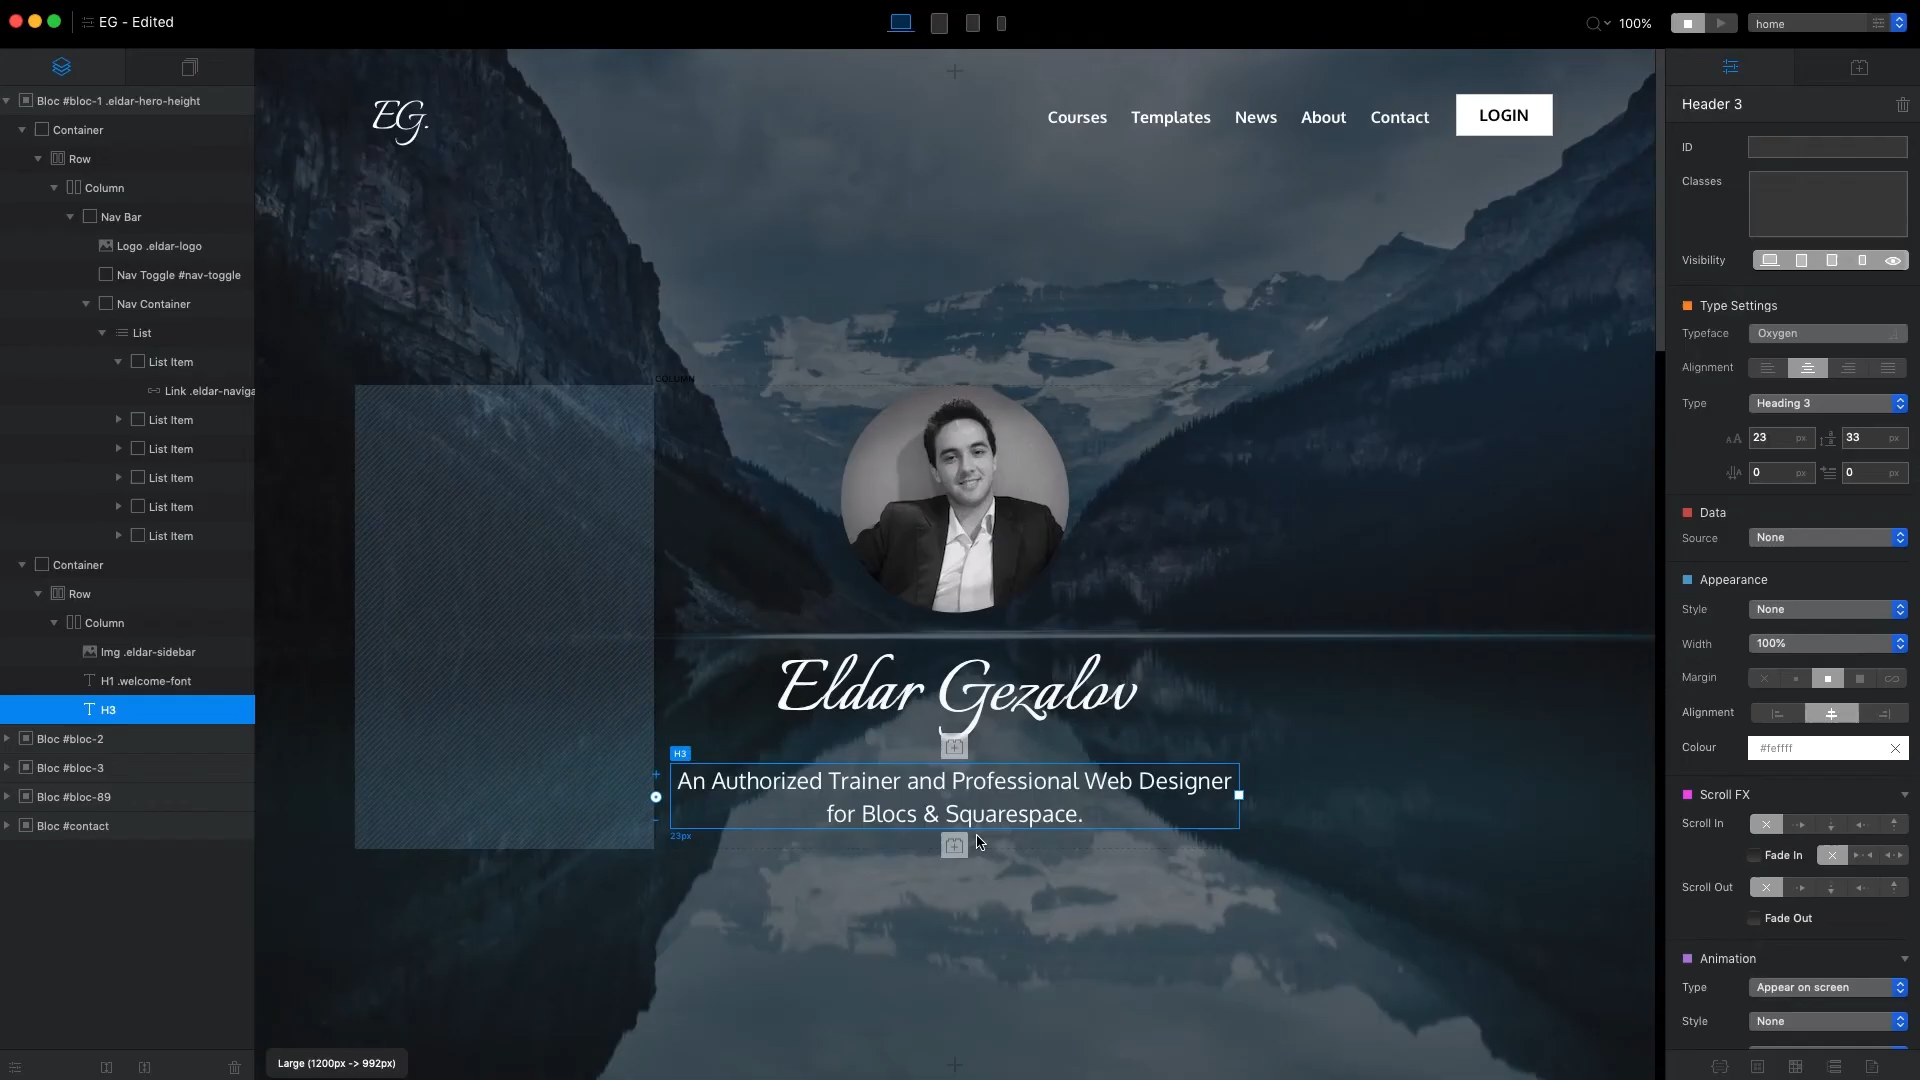 EG - Edited
100%
home
Bloc #bloc-1 .eldar-hero-height
Container
Row
Column
Nav Bar
Logo .eldar-logo
Nav Toggle #nav-toggle
Nav Container
List
List Item
Link .eldar-naviga
List Item
List Item
List Item
List Item
List Item
Container
Row
Column
Img .eldar-sidebar
H1 .welcome-font
H3
Bloc #bloc-2
Bloc #bloc-3
Bloc #bloc-89
Bloc #contact
EG.
Courses Templates News About Contact LOGIN
COLUMN
Eldar Gezalov
H3
An Authorized Trainer and Professional Web Designer
for Blocs & Squarespace.
23px
Large (1200px -> 992px)
Header 3
ID
Classes
Visibility
Type Settings
Typeface Oxygen
Alignment
Type Heading 3
23 px 33 px
0 px 0 px
Data
Source None
Appearance
Style None
Width 100%
Margin
Alignment
Colour #feffff
Scroll FX
Scroll In
Fade In
Scroll Out
Fade Out
Animation
Type Appear on screen
Style None